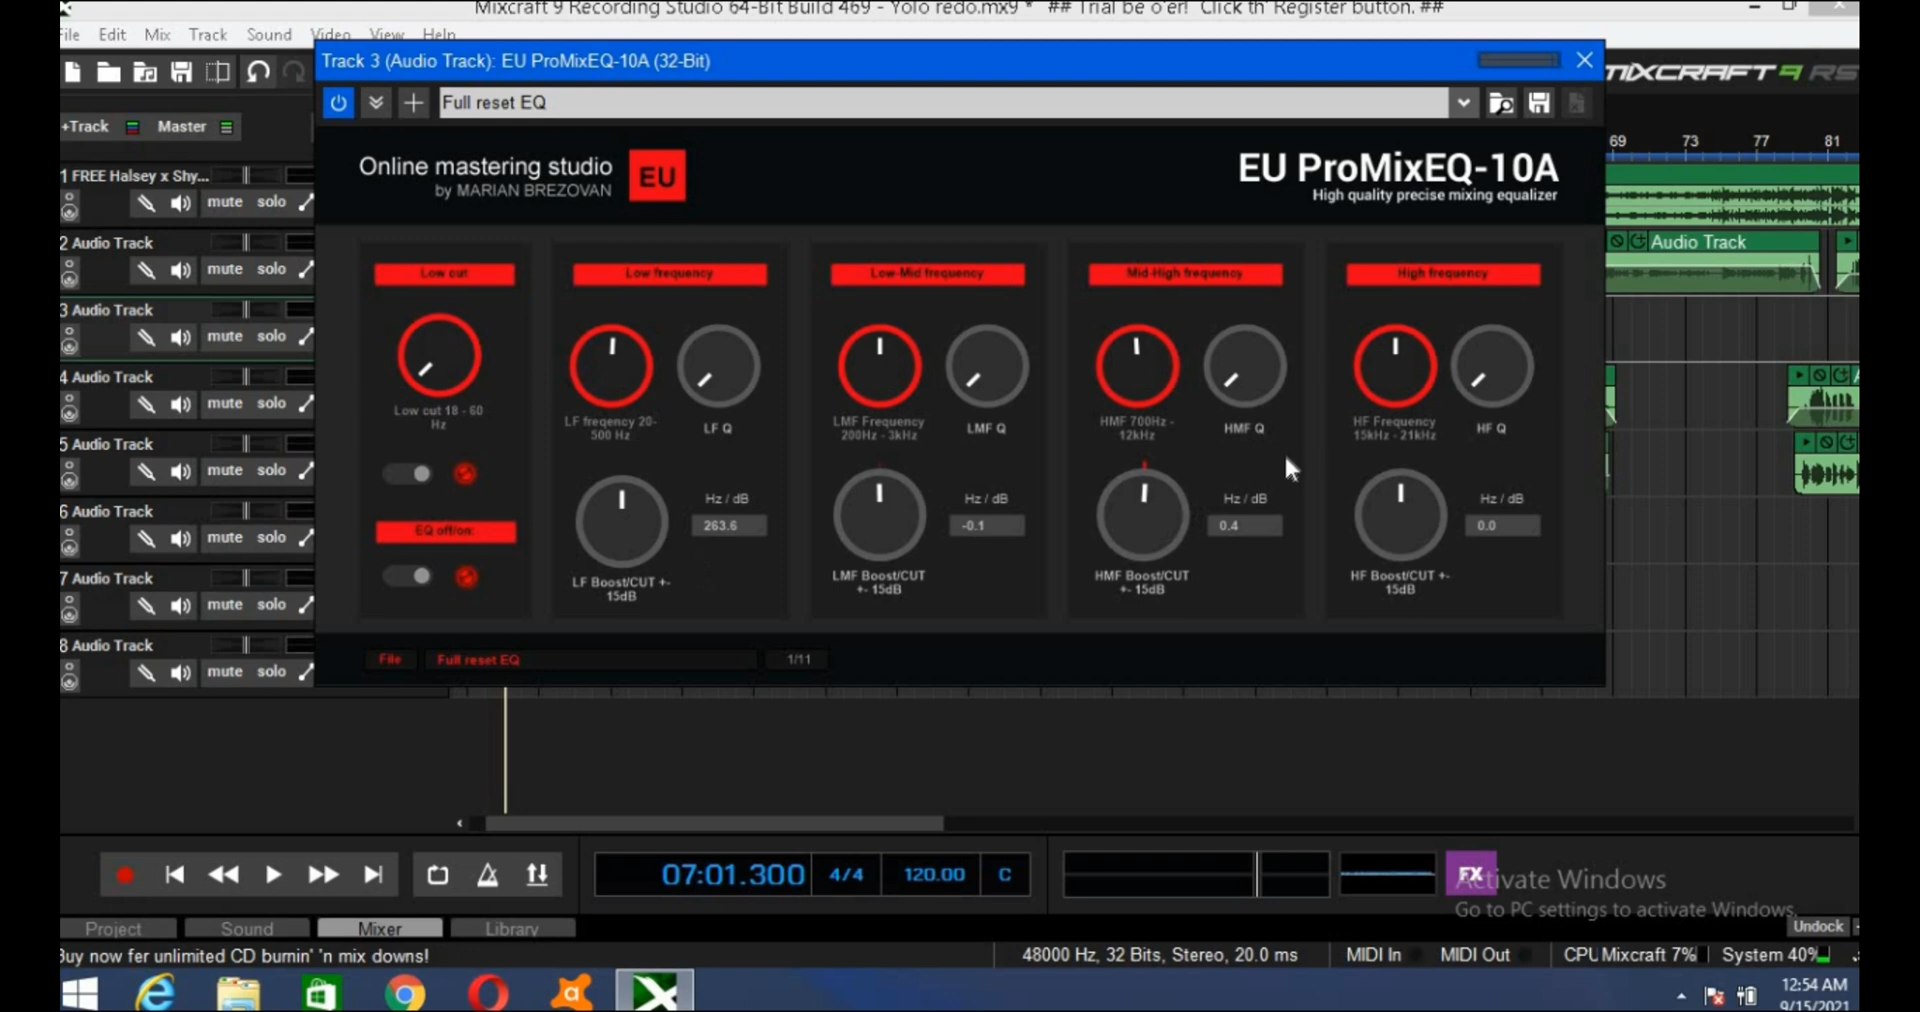 Mixcraft 9 Recording Studio 64-Bit Build 469 - Yolo redo.mx9 * ## Trial be o'er! Click th' Register button. ##
File Edit Mix Track Sound Video View Help
Track 3 (Audio Track): EU ProMixEQ-10A (32-Bit)
MIXCRAFT 9 RS
Full reset EQ
+Track Master
69 73 77 81
Online mastering studio
by MARIAN BREZOVAN
EU
EU ProMixEQ-10A
High quality precise mixing equalizer
1 FREE Halsey x Shy...
mute solo
2 Audio Track
mute solo
Audio Track
3 Audio Track
mute solo
4 Audio Track
mute solo
5 Audio Track
mute solo
6 Audio Track
mute solo
7 Audio Track
mute solo
8 Audio Track
mute solo
Low cut
Low cut 18 - 60
Hz
EQ off/on:
Low frequency
LF freqency 20-
500 Hz
LF Q
Hz / dB
263.6
LF Boost/CUT +-
15dB
Low-Mid frequency
LMF Frequency
200Hz - 3kHz
LMF Q
Hz / dB
-0.1
LMF Boost/CUT
+- 15dB
Mid-High frequency
HMF 700Hz -
12kHz
HMF Q
Hz / dB
0.4
HMF Boost/CUT
+- 15dB
High frequency
HF Frequency
15kHz - 21kHz
HF Q
Hz / dB
0.0
HF Boost/CUT +-
15dB
File Full reset EQ 1/11
07:01.300 4/4 120.00 C
FX
Activate Windows
Go to PC settings to activate Windows.
Project Sound Mixer Library
Undock
Buy now fer unlimited CD burnin' 'n mix downs!
48000 Hz, 32 Bits, Stereo, 20.0 ms MIDI In MIDI Out CPU Mixcraft 7% System 40%
12:54 AM
9/15/2021